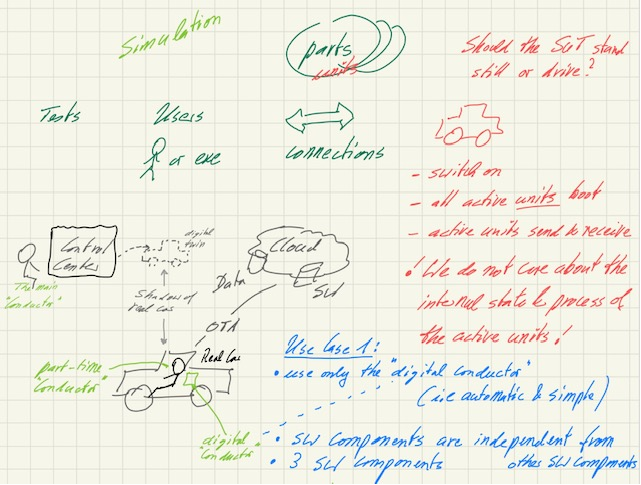 Simulation
parts
units
Should the SUT stand
still or drive?
Tests
Users
or exe
connections
- switch on
- all active units boot
- active units send & receive
! We do not care about the
internal state & process of
the active units!
Control
Center
digital
twin
Cloud
The main
"Conductor"
Shadow of
real car
Data
SW
OTA
Real Car
part-time
"Conductor"
digital
"Conductor"
Use Case 1:
• use only the "digital conductor"
(i.e automatic & simple)
• SW Components are independent from
other SW Components
• 3 SW Components